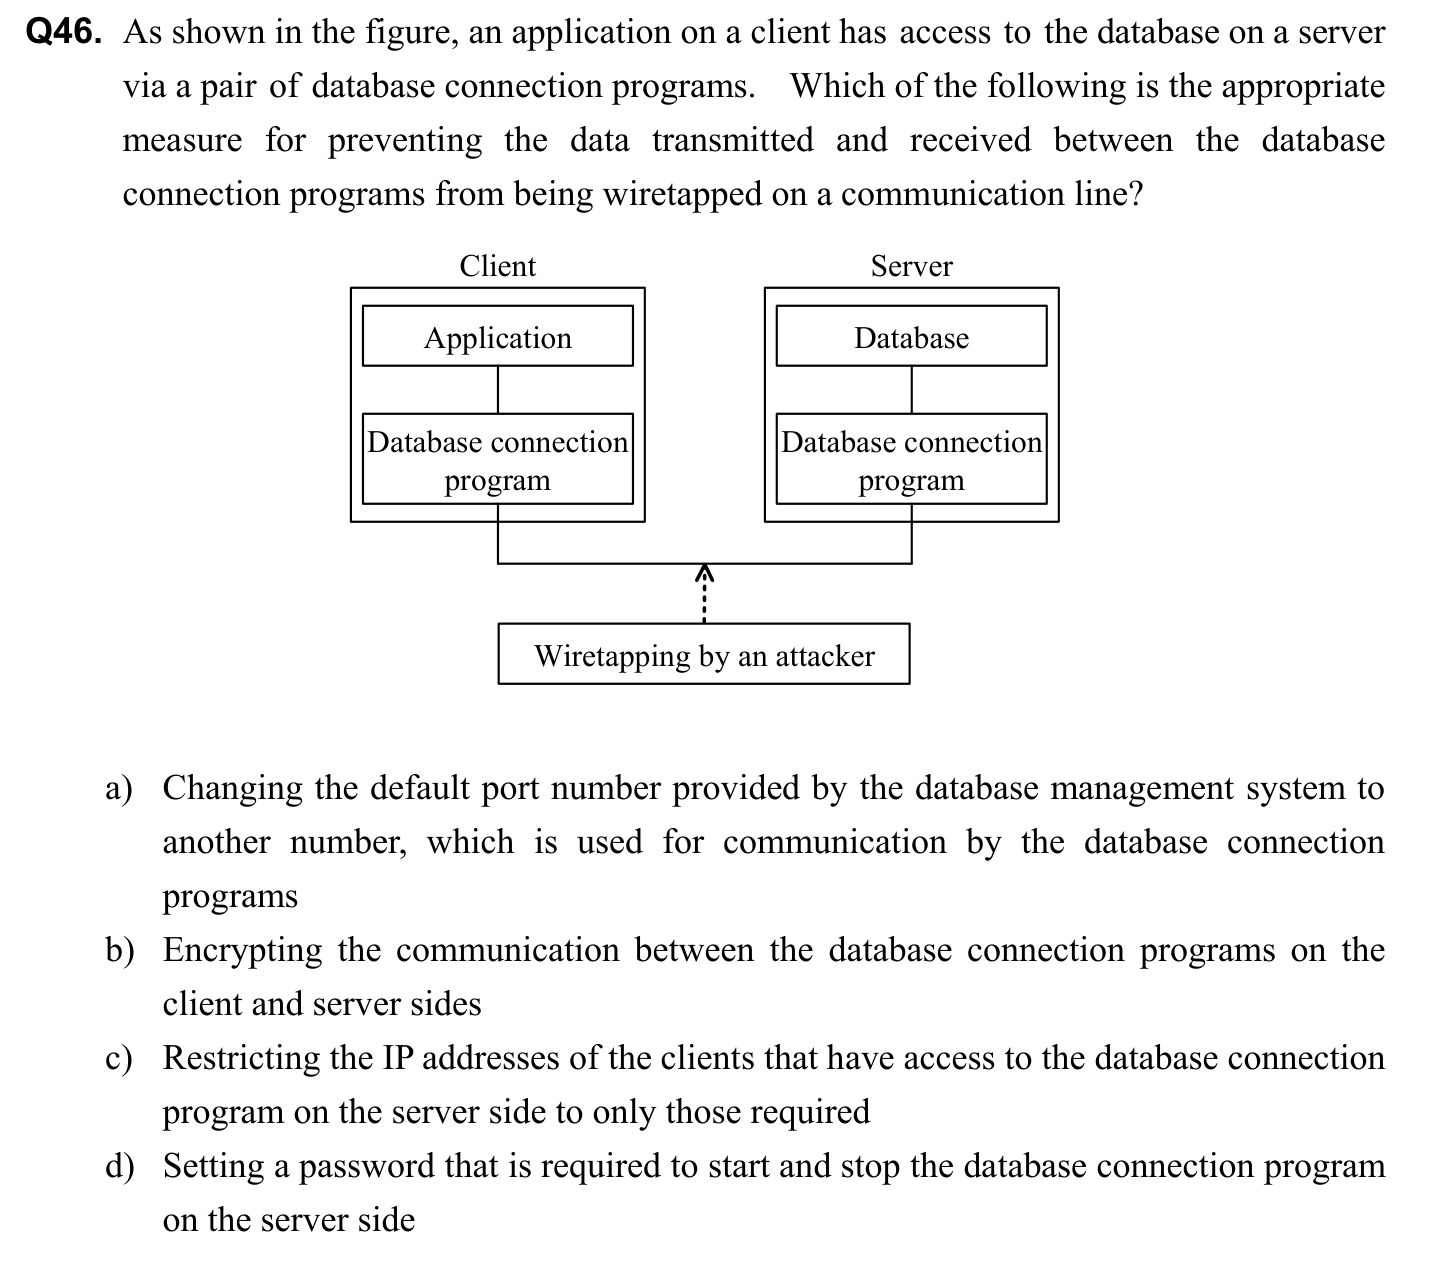 Q46. As shown in the figure, an application on a client has access to the database on a server
via a pair of database connection programs. Which of the following is the appropriate
measure for preventing the data transmitted and received between the database
connection programs from being wiretapped on a communication line?
Client
Server
Application
Database
Database connection
program
Database connection
program
Wiretapping by an attacker
a) Changing the default port number provided by the database management system to
another number, which is used for communication by the database connection
programs
b) Encrypting the communication between the database connection programs on the
client and server sides
c) Restricting the IP addresses of the clients that have access to the database connection
program on the server side to only those required
d) Setting a password that is required to start and stop the database connection program
on the server side